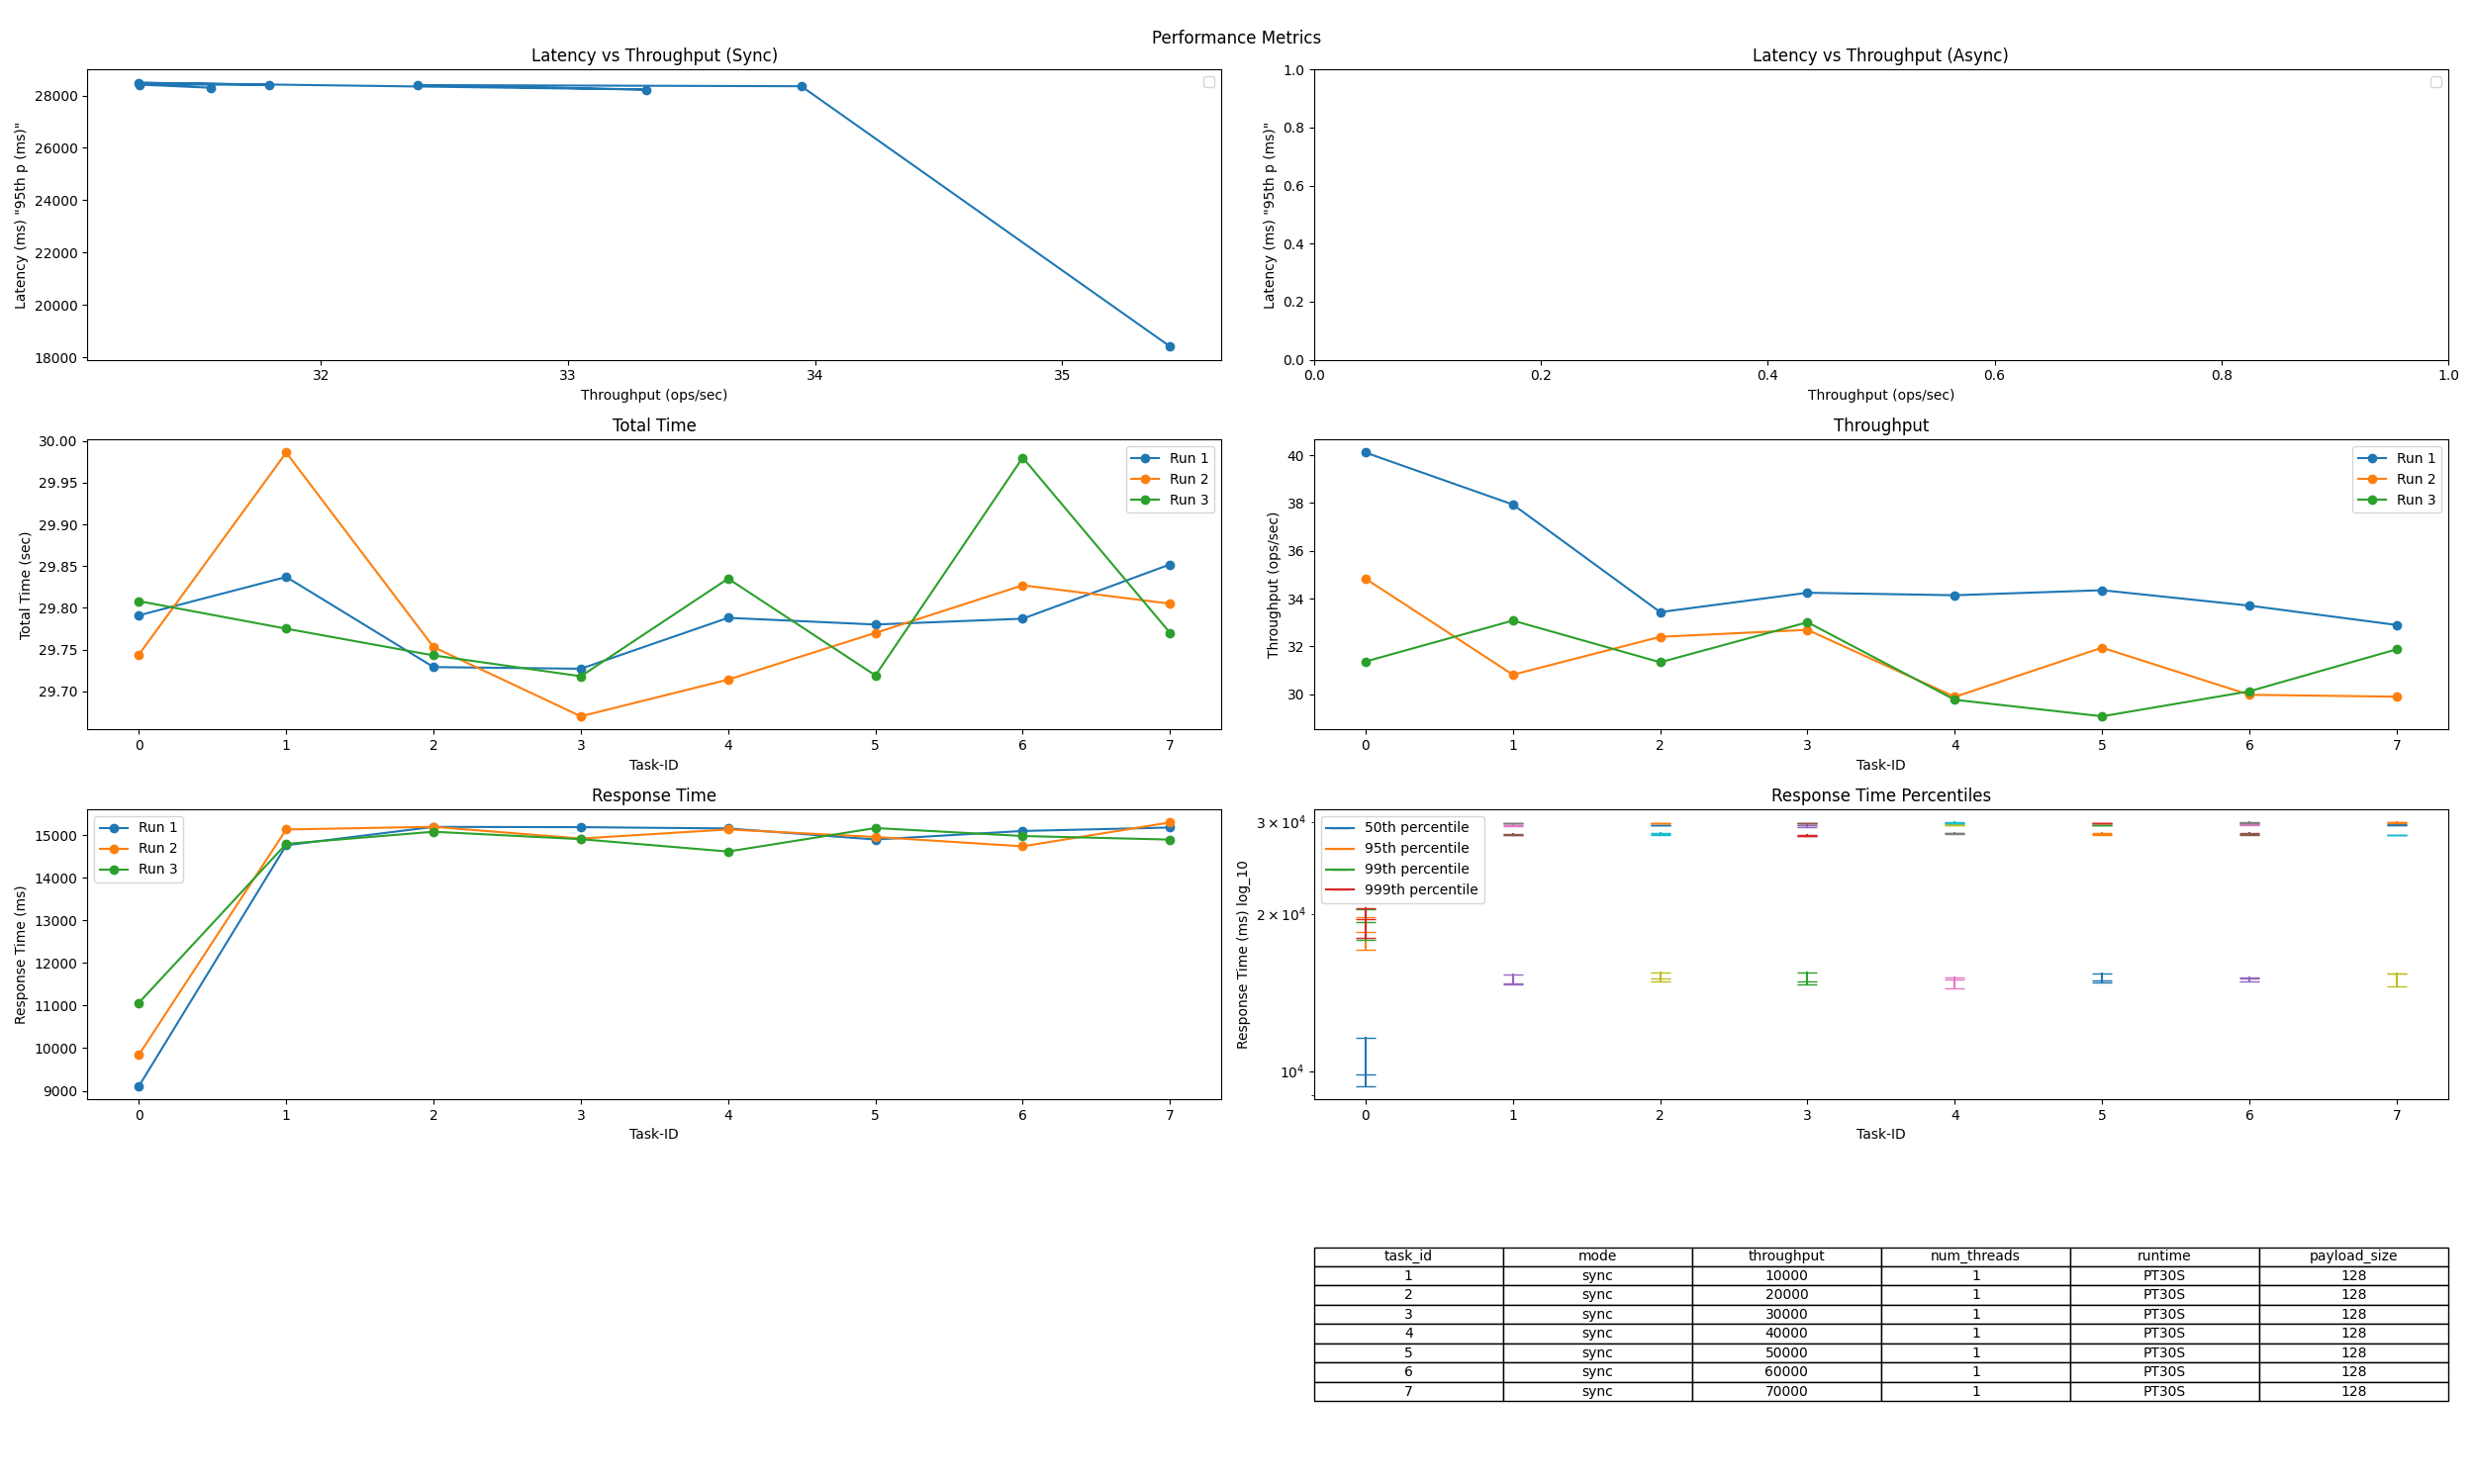 Performance Metrics
Latency vs Throughput (Sync)
28000
26000
24000
22000
20000
18000
Latency (ms) "95th p (ms)"
32 33 34 35
Throughput (ops/sec)
Latency vs Throughput (Async)
1.0
0.8
0.6
0.4
0.2
0.0
Latency (ms) "95th p (ms)"
0.0 0.2 0.4 0.6 0.8 1.0
Throughput (ops/sec)
Total Time
30.00
29.95
29.90
29.85
29.80
29.75
29.70
Total Time (sec)
Run 1
Run 2
Run 3
0 1 2 3 4 5 6 7
Task-ID
Throughput
40
38
36
34
32
30
Throughput (ops/sec)
Run 1
Run 2
Run 3
0 1 2 3 4 5 6 7
Task-ID
Response Time
15000
14000
13000
12000
11000
10000
9000
Response Time (ms)
Run 1
Run 2
Run 3
0 1 2 3 4 5 6 7
Task-ID
Response Time Percentiles
3 × 10⁴
2 × 10⁴
10⁴
Response Time (ms) log_10
50th percentile
95th percentile
99th percentile
999th percentile
0 1 2 3 4 5 6 7
Task-ID
task_id mode throughput num_threads runtime payload_size
1 sync 10000 1 PT30S 128
2 sync 20000 1 PT30S 128
3 sync 30000 1 PT30S 128
4 sync 40000 1 PT30S 128
5 sync 50000 1 PT30S 128
6 sync 60000 1 PT30S 128
7 sync 70000 1 PT30S 128